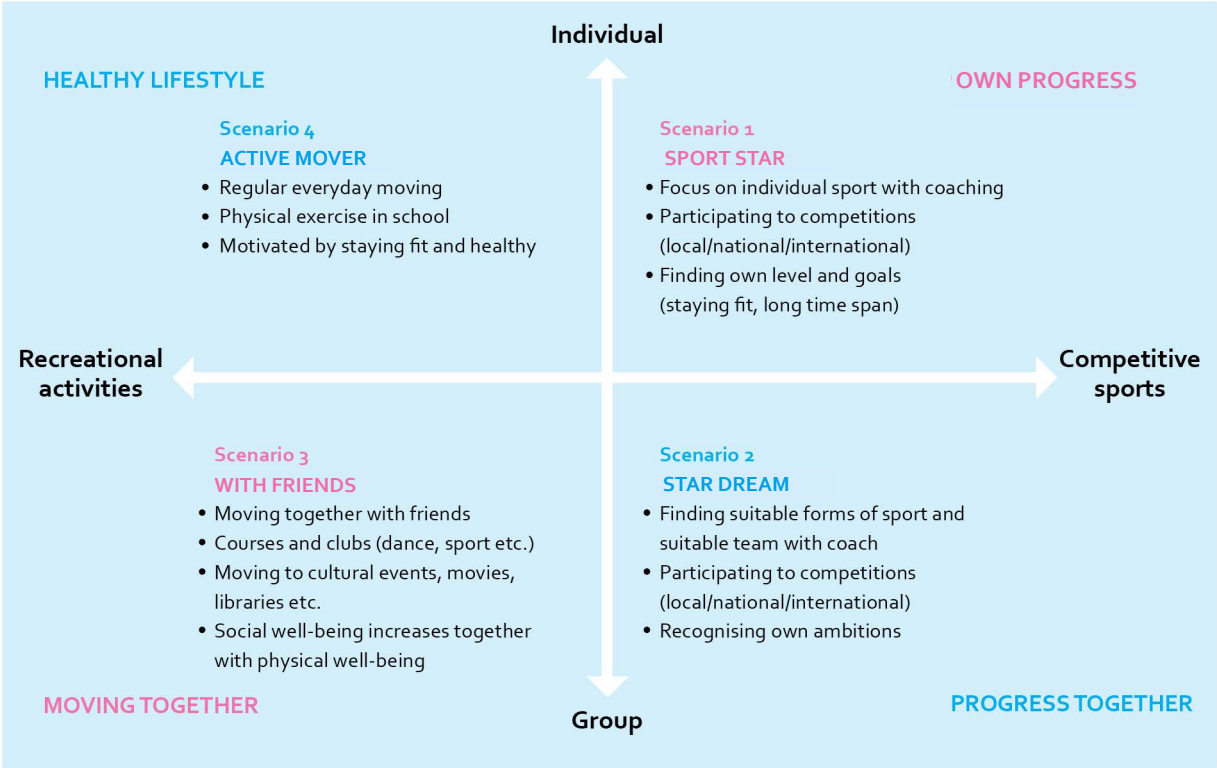 Individual
HEALTHY LIFESTYLE
OWN PROGRESS
Scenario 4
ACTIVE MOVER
• Regular everyday moving
• Physical exercise in school
• Motivated by staying fit and healthy
Scenario 1
SPORT STAR
• Focus on individual sport with coaching
• Participating to competitions
(local/national/international)
• Finding own level and goals
(staying fit, long time span)
Recreational
activities
Competitive
sports
Scenario 3
WITH FRIENDS
• Moving together with friends
• Courses and clubs (dance, sport etc.)
• Moving to cultural events, movies,
libraries etc.
• Social well-being increases together
with physical well-being
Scenario 2
STAR DREAM
• Finding suitable forms of sport and
suitable team with coach
• Participating to competitions
(local/national/international)
• Recognising own ambitions
MOVING TOGETHER
Group
PROGRESS TOGETHER